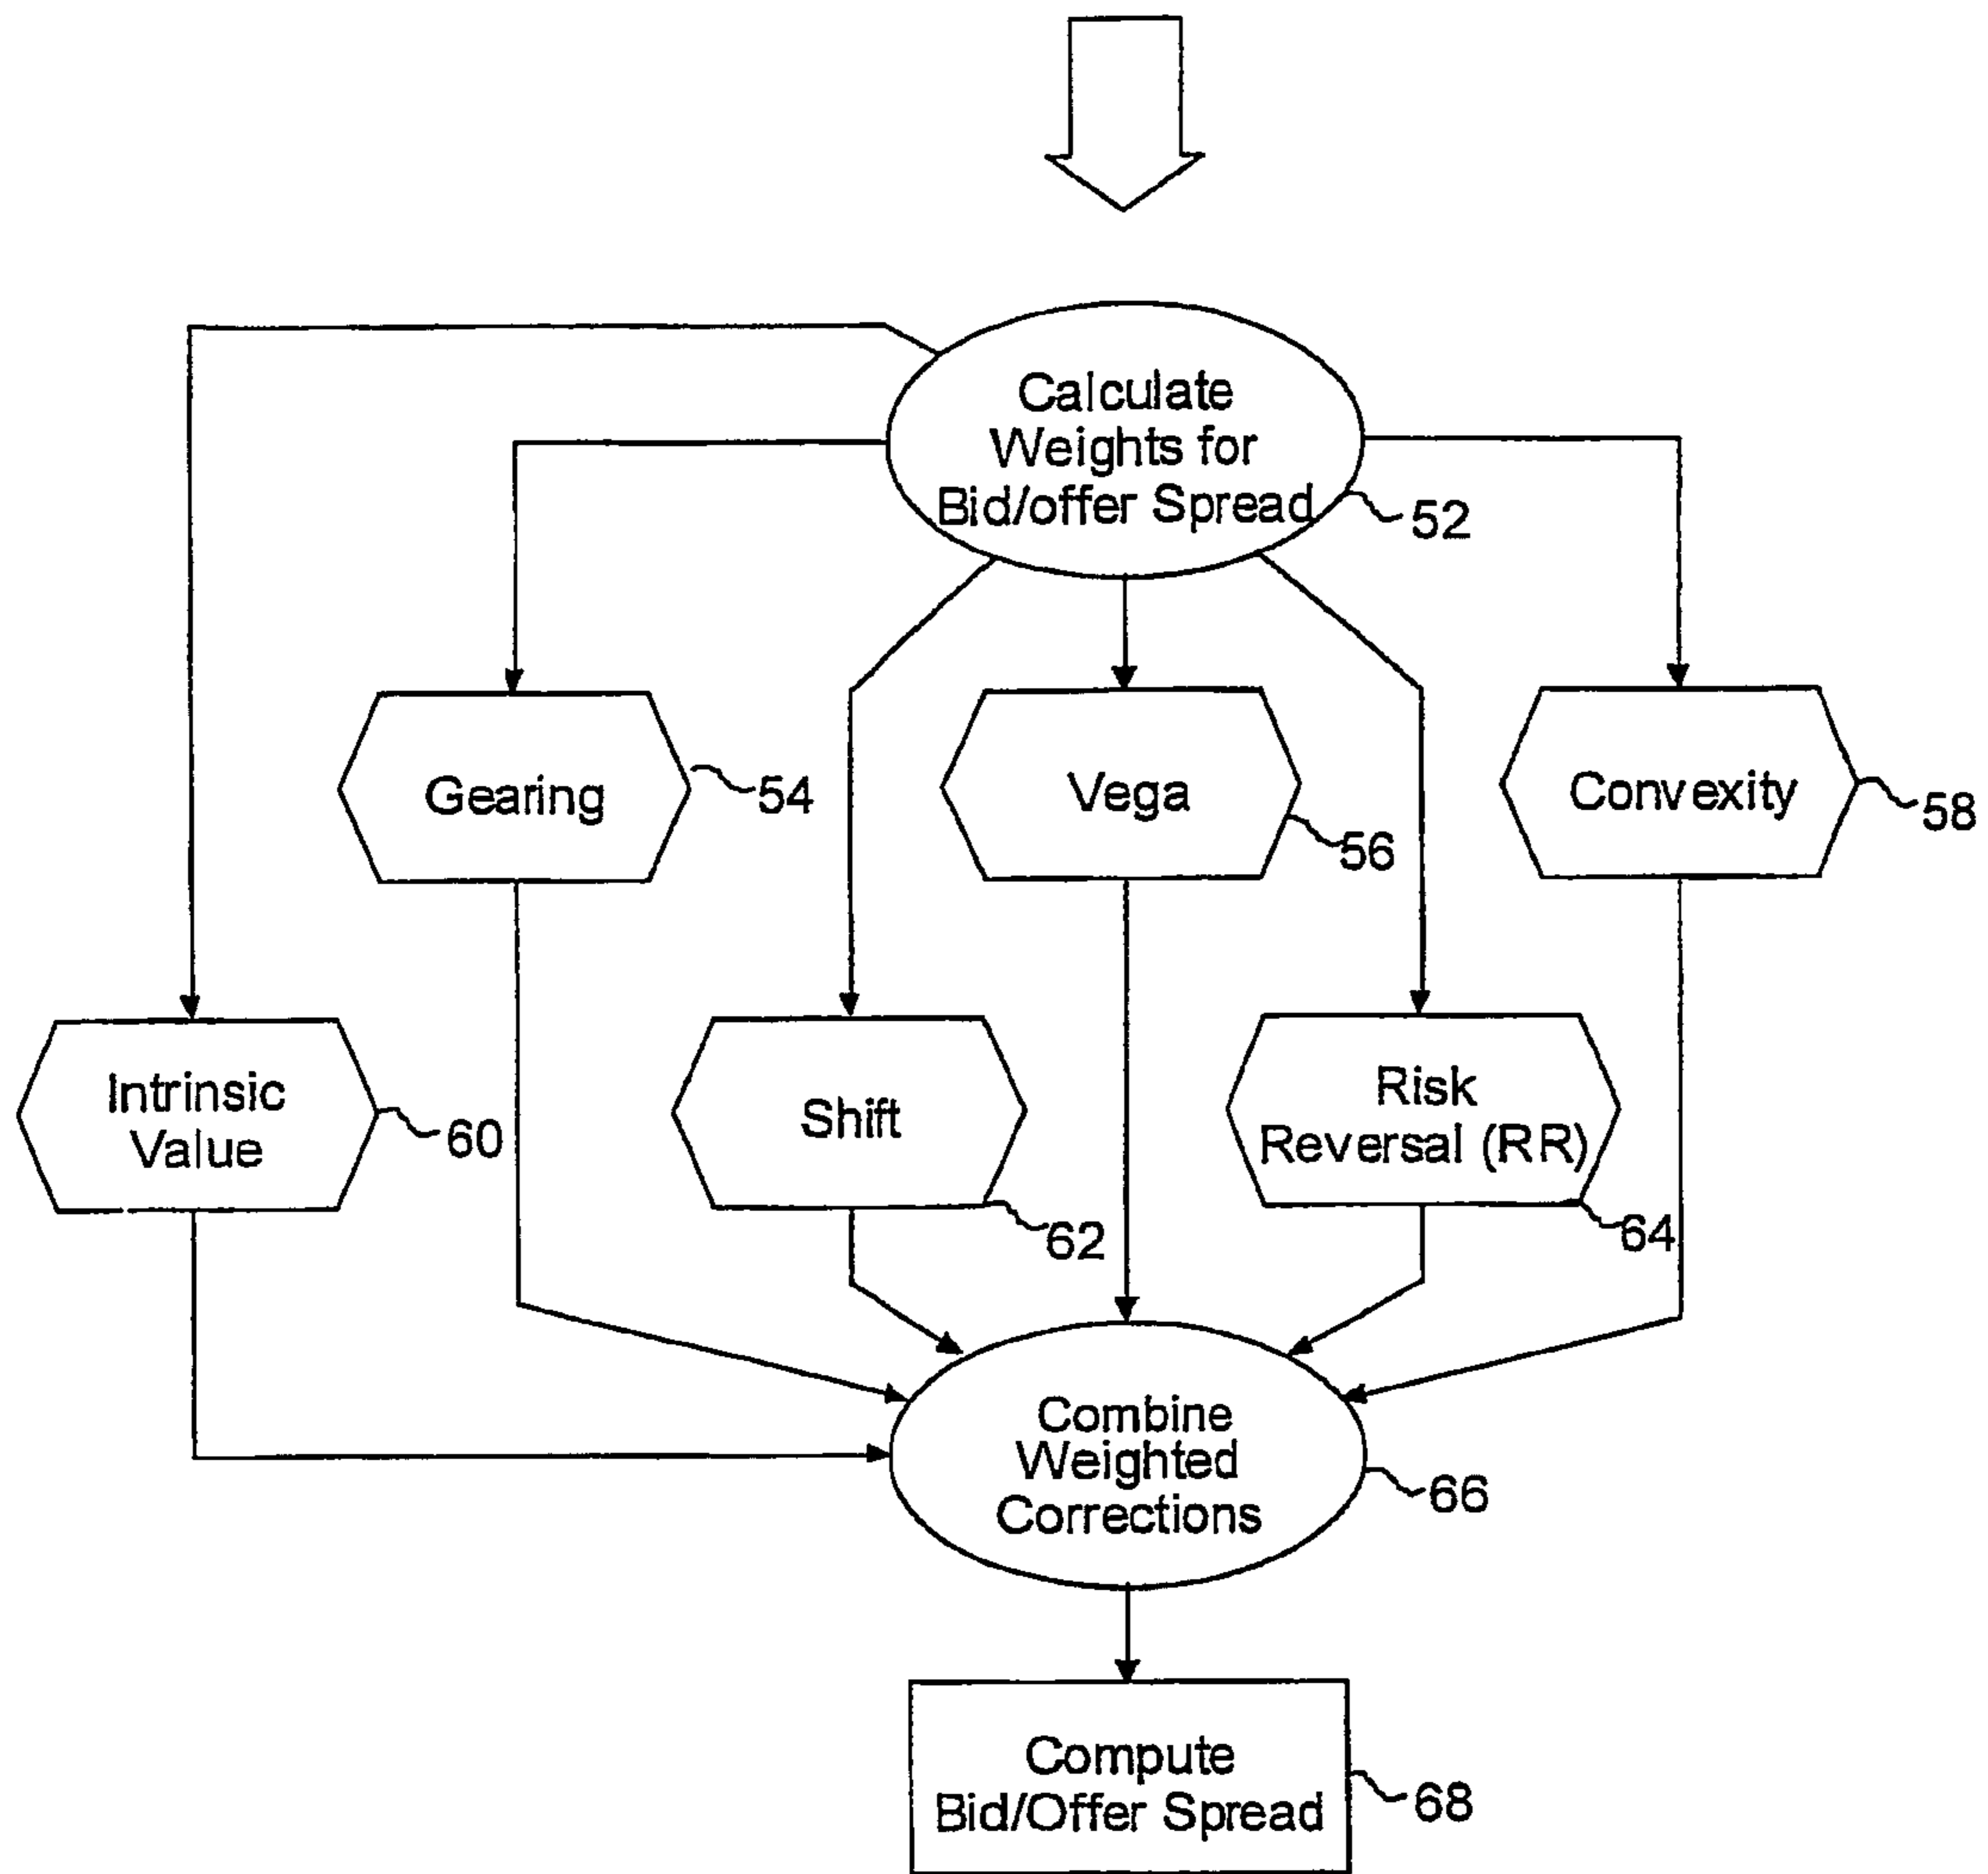 Calculate
Weights for
Bid/offer Spread
52
Gearing
54
Vega
56
Convexity
58
Intrinsic
Value
60
Shift
62
Risk
Reversal (RR)
64
Combine
Weighted
Corrections
66
Compute
Bid/Offer Spread
68